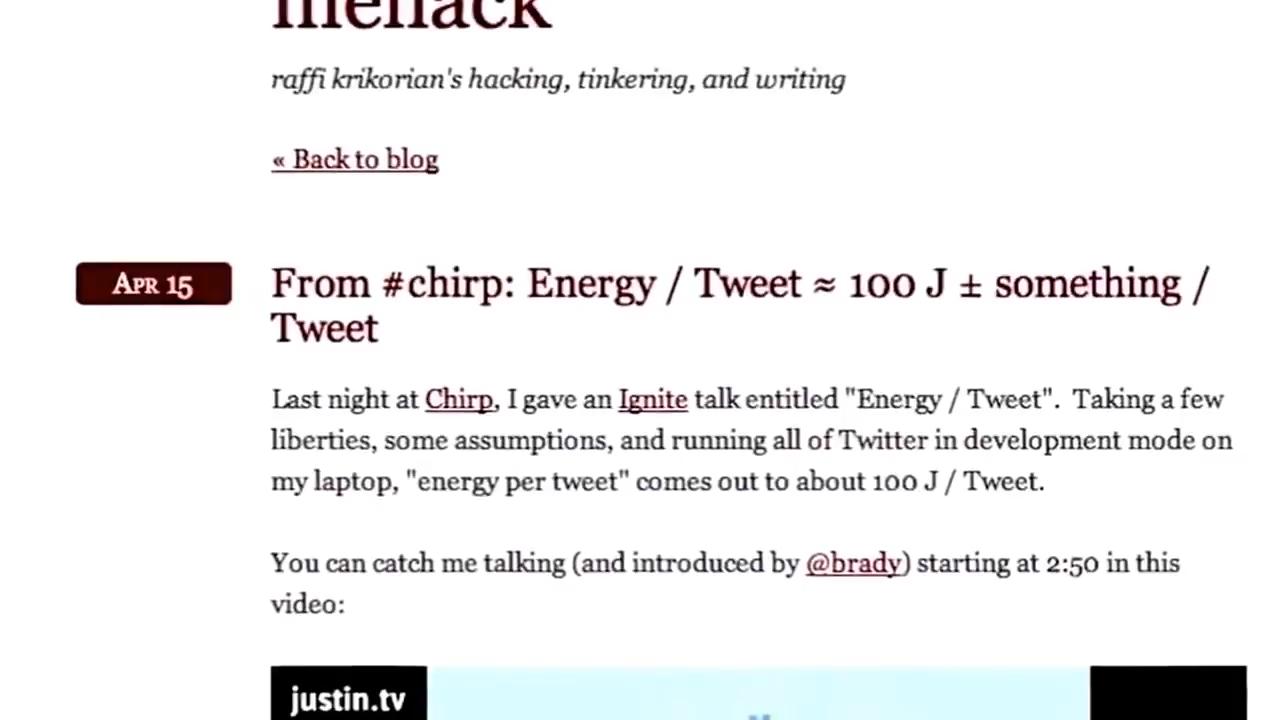 raffi krikorian's hacking, tinkering, and writing
« Back to blog
Apr 15
From #chirp: Energy / Tweet ≈ 100 J ± something /
Tweet
Last night at Chirp, I gave an Ignite talk entitled "Energy / Tweet".  Taking a few
liberties, some assumptions, and running all of Twitter in development mode on
my laptop, "energy per tweet" comes out to about 100 J / Tweet.
You can catch me talking (and introduced by @brady) starting at 2:50 in this
video:
justin.tv